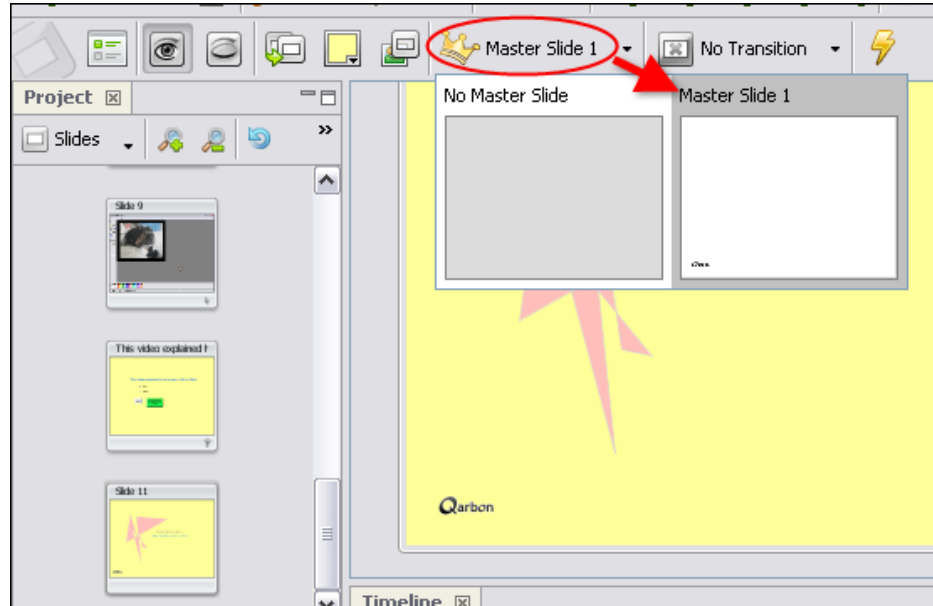 Master Slide 1
No Transition
Project
No Master Slide
Master Slide 1
Slides
Slide 9
This video explained h
Slide 11
Qarbon
Timeline